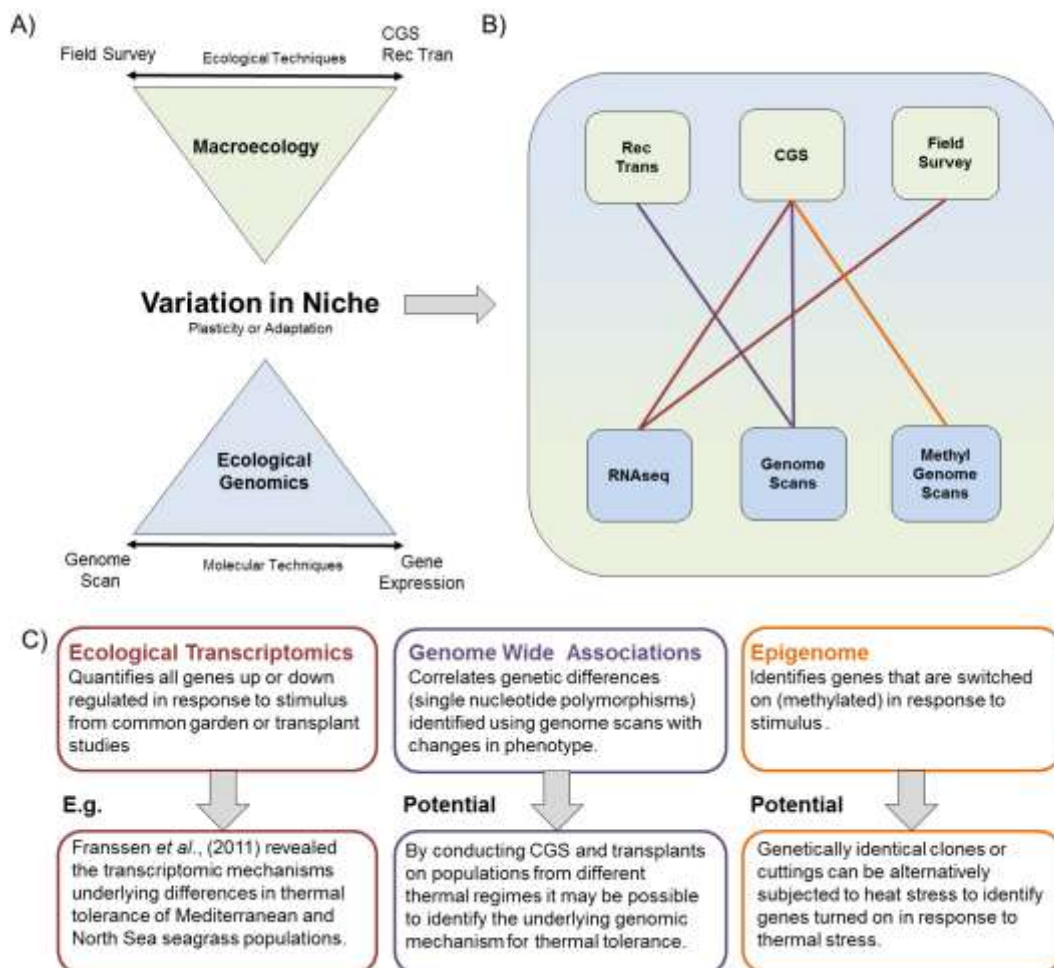 A)
Field Survey
Ecological Techniques
CGS
Rec Tran
Macroecology
Variation in Niche
Plasticity or Adaptation
Ecological
Genomics
Genome
Scan
Molecular Techniques
Gene
Expression
B)
Rec
Trans
CGS
Field
Survey
RNAseq
Genome
Scans
Methyl
Genome
Scans
C)
Ecological Transcriptomics
Quantifies all genes up or down
regulated in response to stimulus
from common garden or transplant
studies
E.g.
Franssen et al., (2011) revealed
the transcriptomic mechanisms
underlying differences in thermal
tolerance of Mediterranean and
North Sea seagrass populations.
Genome Wide Associations
Correlates genetic differences
(single nucleotide polymorphisms)
identified using genome scans with
changes in phenotype.
Potential
By conducting CGS and transplants
on populations from different
thermal regimes it may be possible
to identify the underlying genomic
mechanism for thermal tolerance.
Epigenome
Identifies genes that are switched
on (methylated) in response to
stimulus.
Potential
Genetically identical clones or
cuttings can be alternatively
subjected to heat stress to identify
genes turned on in response to
thermal stress.